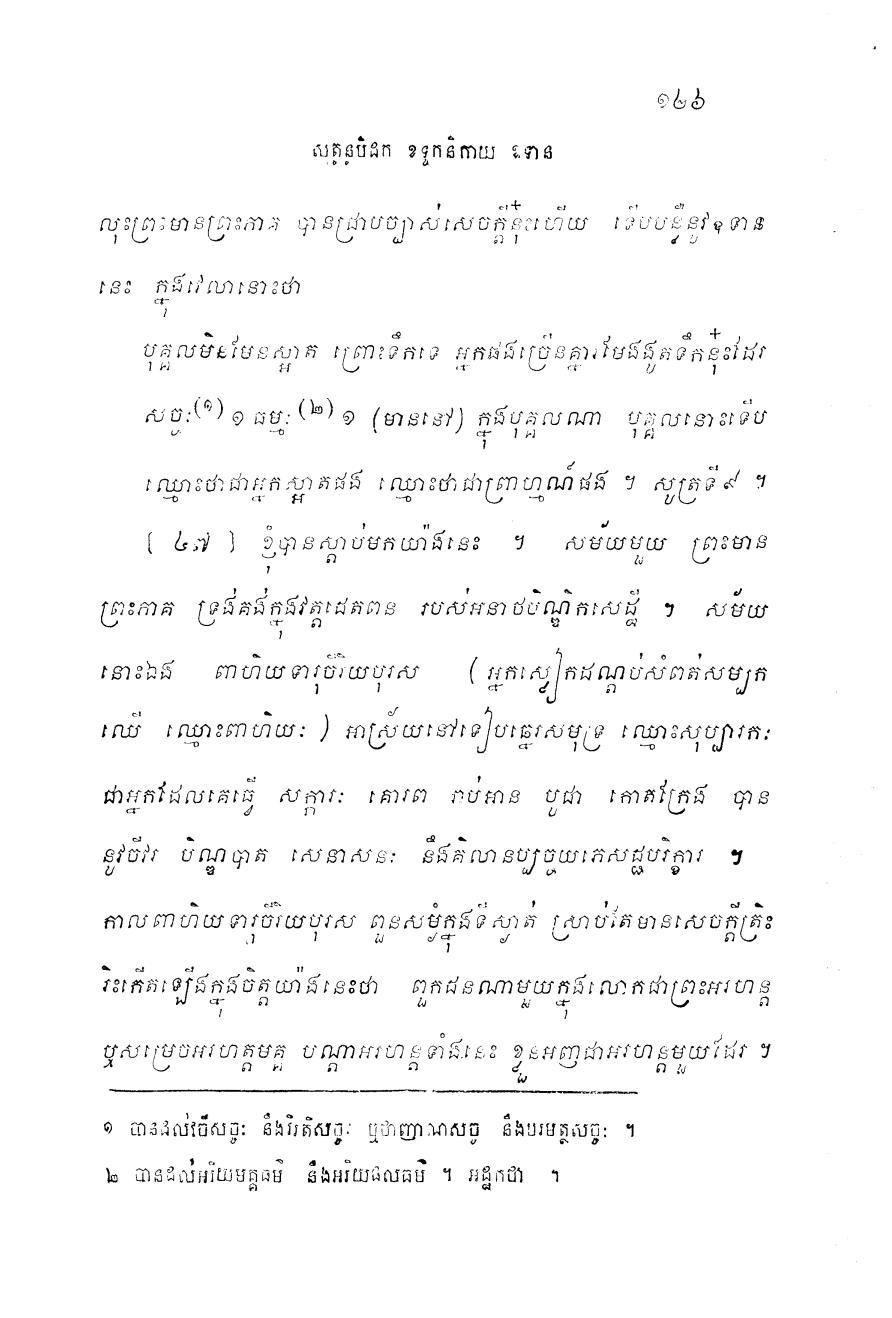 ១៤៦
សុត្តន្តបិដក ខុទ្ទកនិកាយ ឧទាន
លុះព្រះមានព្រះភាគ បានជ្រាបច្បាស់សេចក្តីនុ៎ះហើយ ទើបបន្លឺនូវឧទាន
នេះ ក្នុងវេលានោះថា
បុគ្គលមិនមែនស្អាត ព្រោះទឹកទេ អ្នកផងច្រើនគ្នារមែងងូតទឹកនុ៎ះដែរ
សច្ចៈ(១) ១ ធម្មៈ(២) ១ (មាននៅ) ក្នុងបុគ្គលណា បុគ្គលនោះទើប
ឈ្មោះថាជាអ្នកស្អាតផង ឈ្មោះថាជាព្រាហ្មណ៍ផង ។ សូត្រទី៩ ។
[ ៤៧ ] ខ្ញុំបានស្តាប់មកយ៉ាងនេះ ។ សម័យមួយ ព្រះមាន
ព្រះភាគ ទ្រង់គង់ក្នុងវត្តជេតពន របស់អនាថបិណ្ឌិកសេដ្ឋី ។ សម័យ
នោះឯង ពាហិយទារុចីរិយបុរស (អ្នកស្លៀកដណ្តប់សំពត់សម្បក
ឈើ ឈ្មោះពាហិយៈ) អាស្រ័យនៅទៀបឆ្នេរសមុទ្រ ឈ្មោះសុប្បារកៈ
ជាអ្នកដែលគេធ្វើ សក្ការៈ គោរព រាប់អាន បូជា កោតក្រែង បាន
នូវចីវរ បិណ្ឌបាត សេនាសនៈ នឹងគិលានប្បច្ចយភេសជ្ជបរិក្ខារ ។
កាលពាហិយទារុចីរិយបុរស ពួនសម្ងំក្នុងទីស្ងាត់ ស្រាប់តែមានសេចក្តីត្រិះ
រិះកើតឡើងក្នុងចិត្តយ៉ាងនេះថា ពួកជនណាមួយក្នុងលោកជាព្រះអរហន្ត
ឬសម្រេចអរហត្តមគ្គ បណ្តាអរហន្តទាំងនេះ ខ្លួនអញជាអរហន្តមួយដែរ ។
១ បានដល់វចីសច្ចៈ នឹងវិរតិសច្ចៈ ឬថាញាណសច្ចៈ នឹងបរមត្ថសច្ចៈ ។
២ បានដល់អរិយមគ្គធម៌ នឹងអរិយផលធម៌ ។ អដ្ឋកថា ។